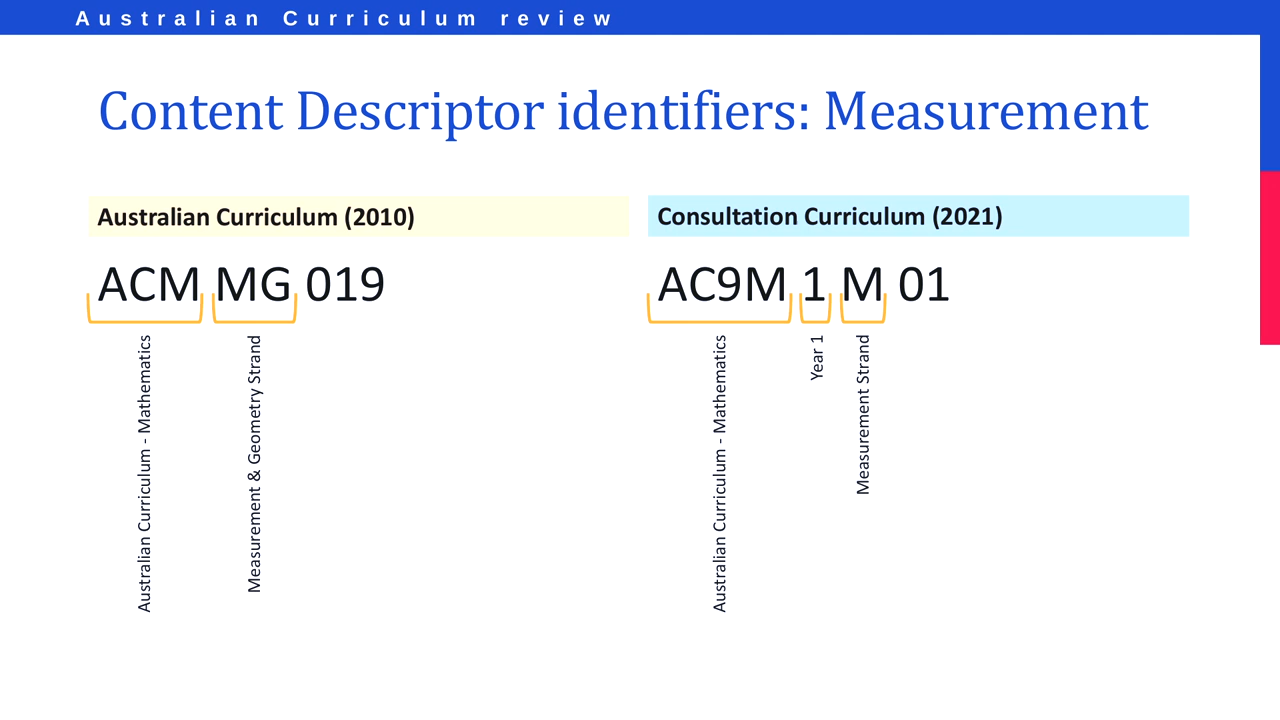 Australian Curriculum review
Content Descriptor identifiers: Measurement
Australian Curriculum (2010)
ACM MG 019
Australian Curriculum - Mathematics
Measurement & Geometry Strand
Consultation Curriculum (2021)
AC9M 1 M 01
Australian Curriculum - Mathematics
Year 1
Measurement Strand